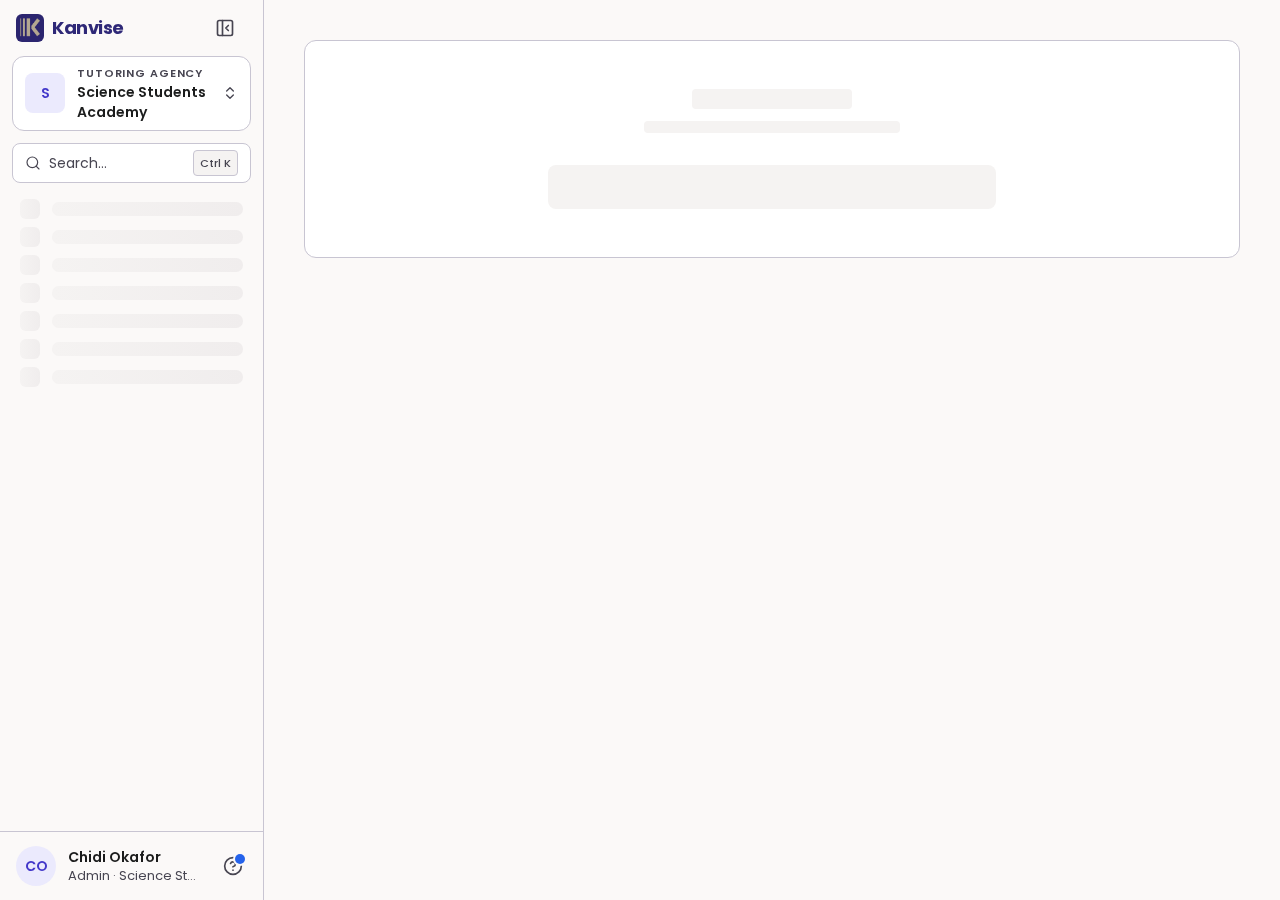 Kanvise
TUTORING AGENCY
S
Science Students
Academy
Search...
Ctrl K
CO
Chidi Okafor
Admin · Science St...